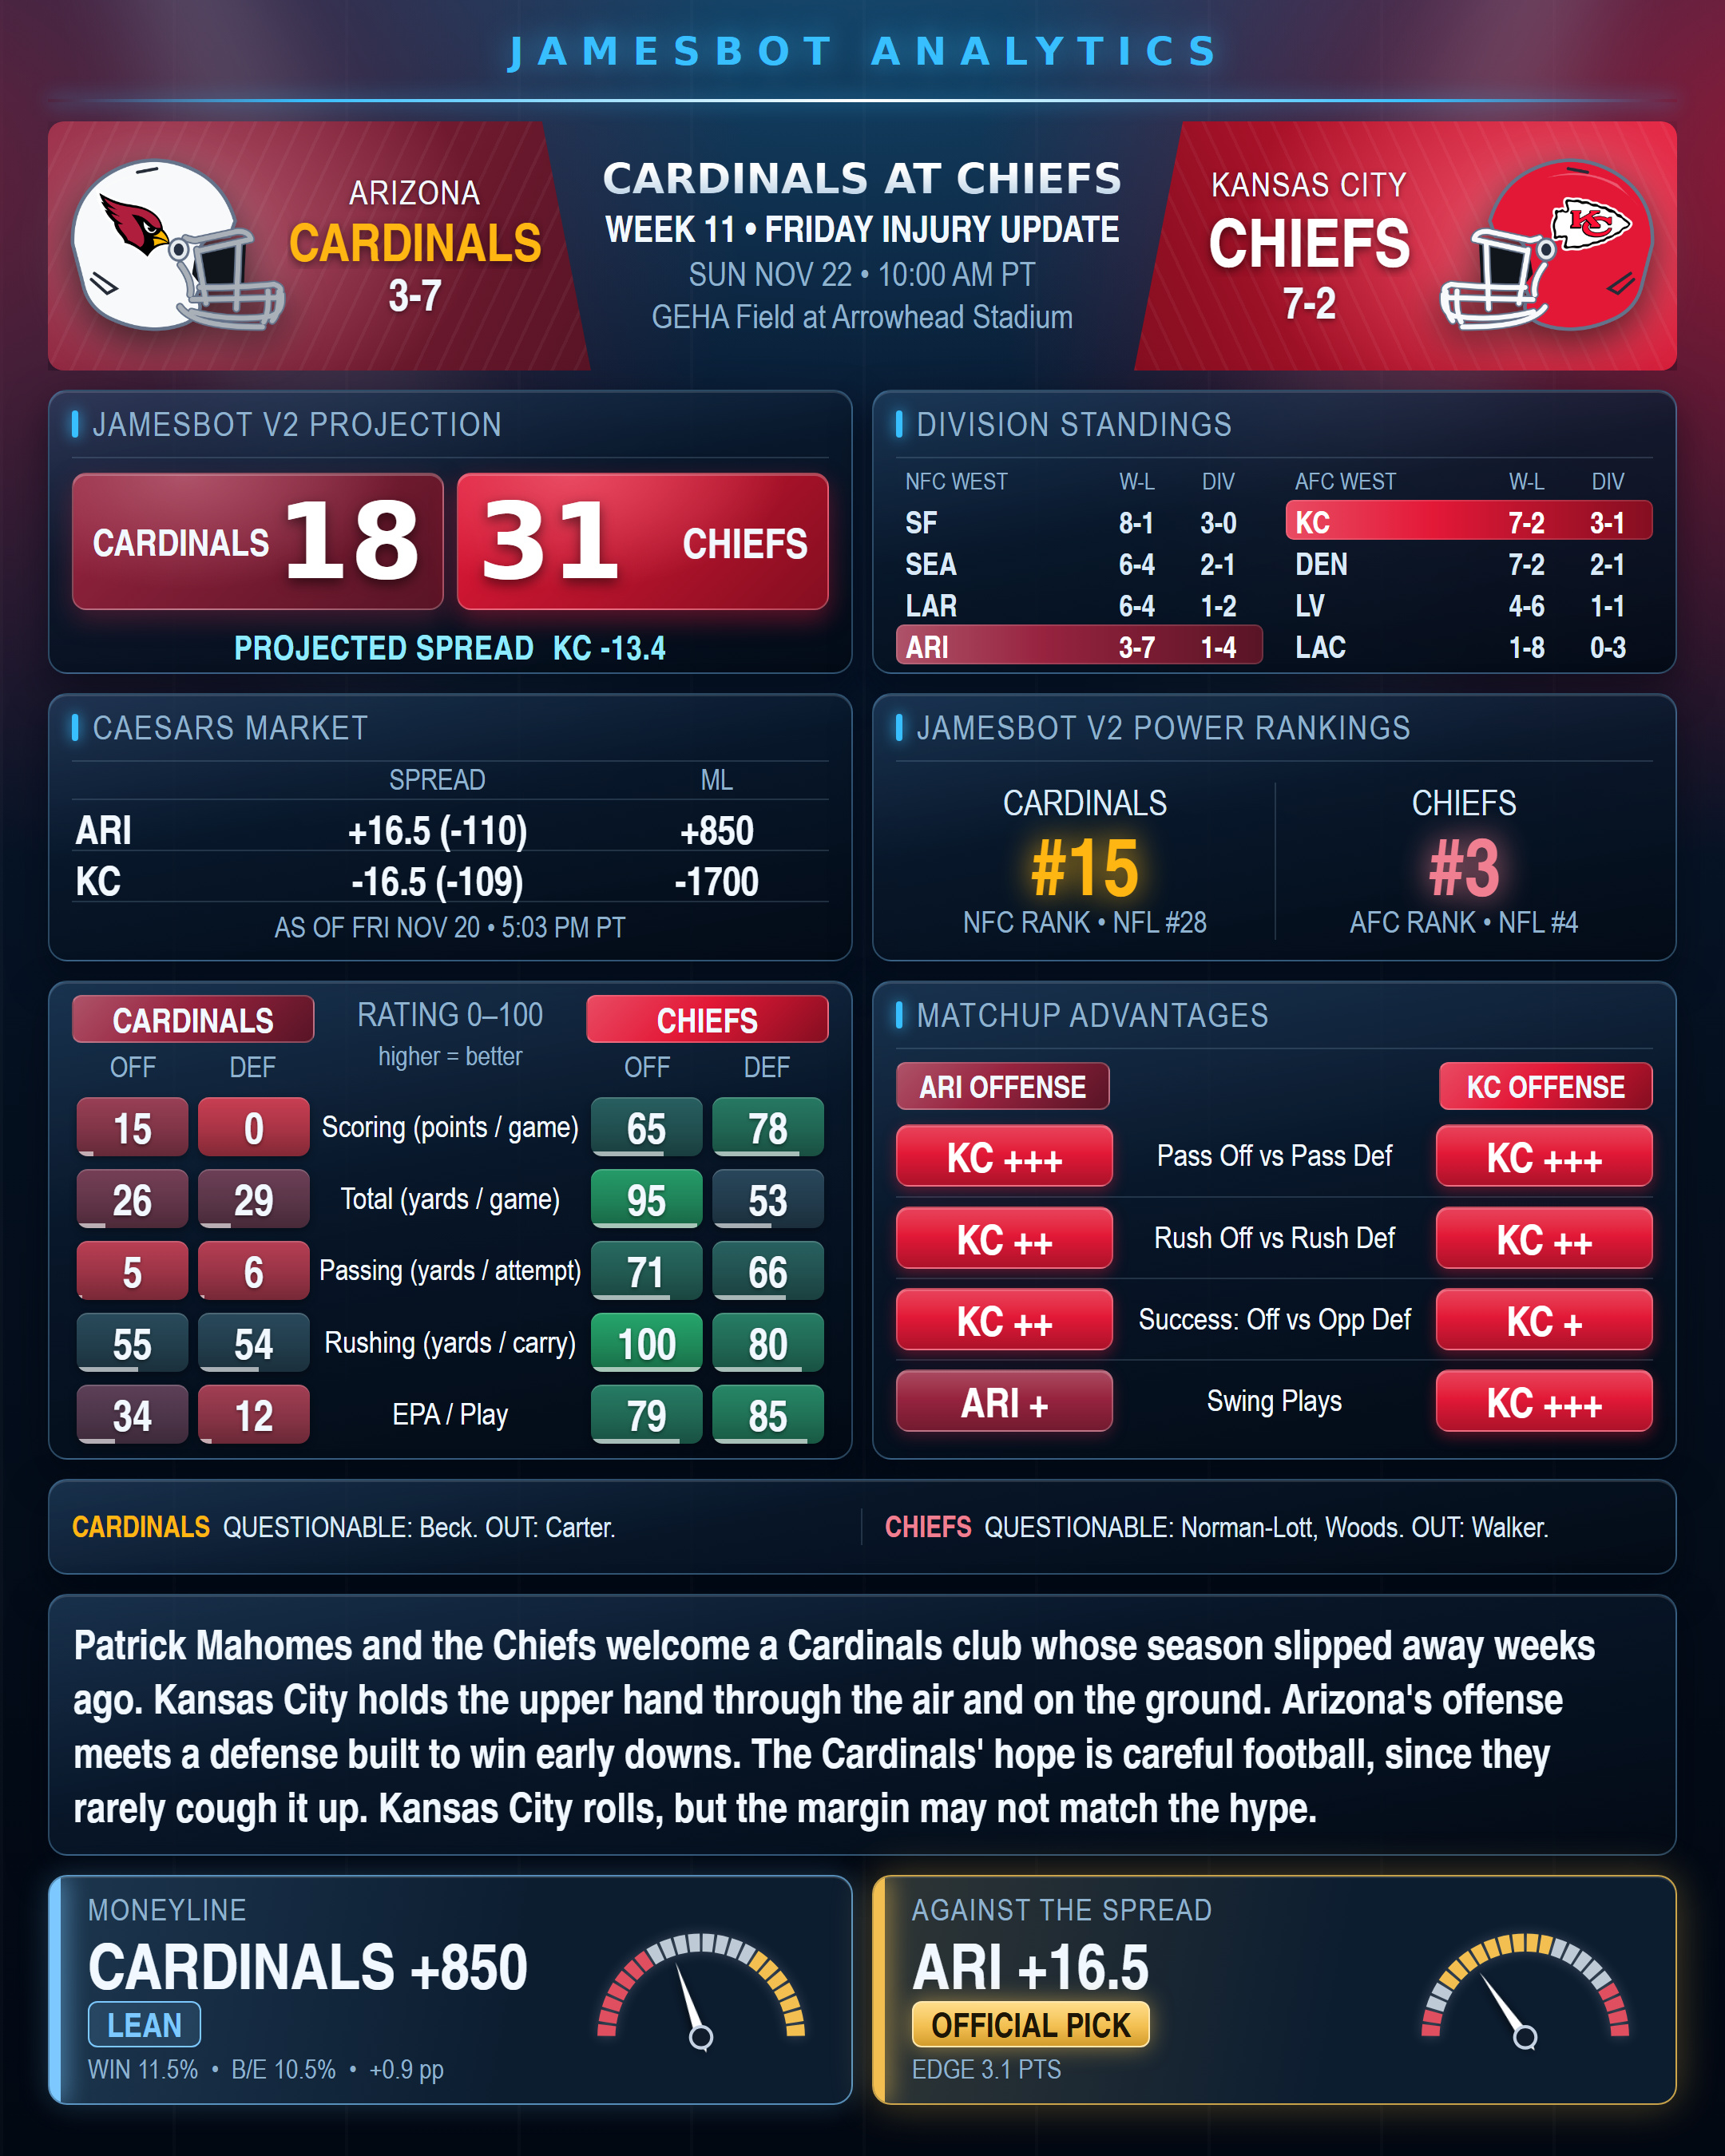 JAMESBOT ANALYTICS
ARIZONA
CARDINALS
3-7
CARDINALS AT CHIEFS
WEEK 11 • FRIDAY INJURY UPDATE
SUN NOV 22 • 10:00 AM PT
GEHA Field at Arrowhead Stadium
KANSAS CITY
CHIEFS
7-2
KC
JAMESBOT V2 PROJECTION
CARDINALS 18
31 CHIEFS
PROJECTED SPREAD KC -13.4
DIVISION STANDINGS
NFC WEST W-L DIV
SF 8-1 3-0
SEA 6-4 2-1
LAR 6-4 1-2
ARI 3-7 1-4
AFC WEST W-L DIV
KC 7-2 3-1
DEN 7-2 2-1
LV 4-6 1-1
LAC 1-8 0-3
CAESARS MARKET
SPREAD ML
ARI +16.5 (-110) +850
KC -16.5 (-109) -1700
AS OF FRI NOV 20 • 5:03 PM PT
JAMESBOT V2 POWER RANKINGS
CARDINALS
#15
NFC RANK • NFL #28
CHIEFS
#3
AFC RANK • NFL #4
CARDINALS RATING 0–100 CHIEFS
OFF DEF higher = better OFF DEF
15 0 Scoring (points / game) 65 78
26 29 Total (yards / game) 95 53
5 6 Passing (yards / attempt) 71 66
55 54 Rushing (yards / carry) 100 80
34 12 EPA / Play 79 85
MATCHUP ADVANTAGES
ARI OFFENSE KC OFFENSE
KC +++ Pass Off vs Pass Def KC +++
KC ++ Rush Off vs Rush Def KC ++
KC ++ Success: Off vs Opp Def KC +
ARI + Swing Plays KC +++
CARDINALS QUESTIONABLE: Beck. OUT: Carter.
CHIEFS QUESTIONABLE: Norman-Lott, Woods. OUT: Walker.
Patrick Mahomes and the Chiefs welcome a Cardinals club whose season slipped away weeks
ago. Kansas City holds the upper hand through the air and on the ground. Arizona's offense
meets a defense built to win early downs. The Cardinals' hope is careful football, since they
rarely cough it up. Kansas City rolls, but the margin may not match the hype.
MONEYLINE
CARDINALS +850
LEAN
WIN 11.5% • B/E 10.5% • +0.9 pp
AGAINST THE SPREAD
ARI +16.5
OFFICIAL PICK
EDGE 3.1 PTS